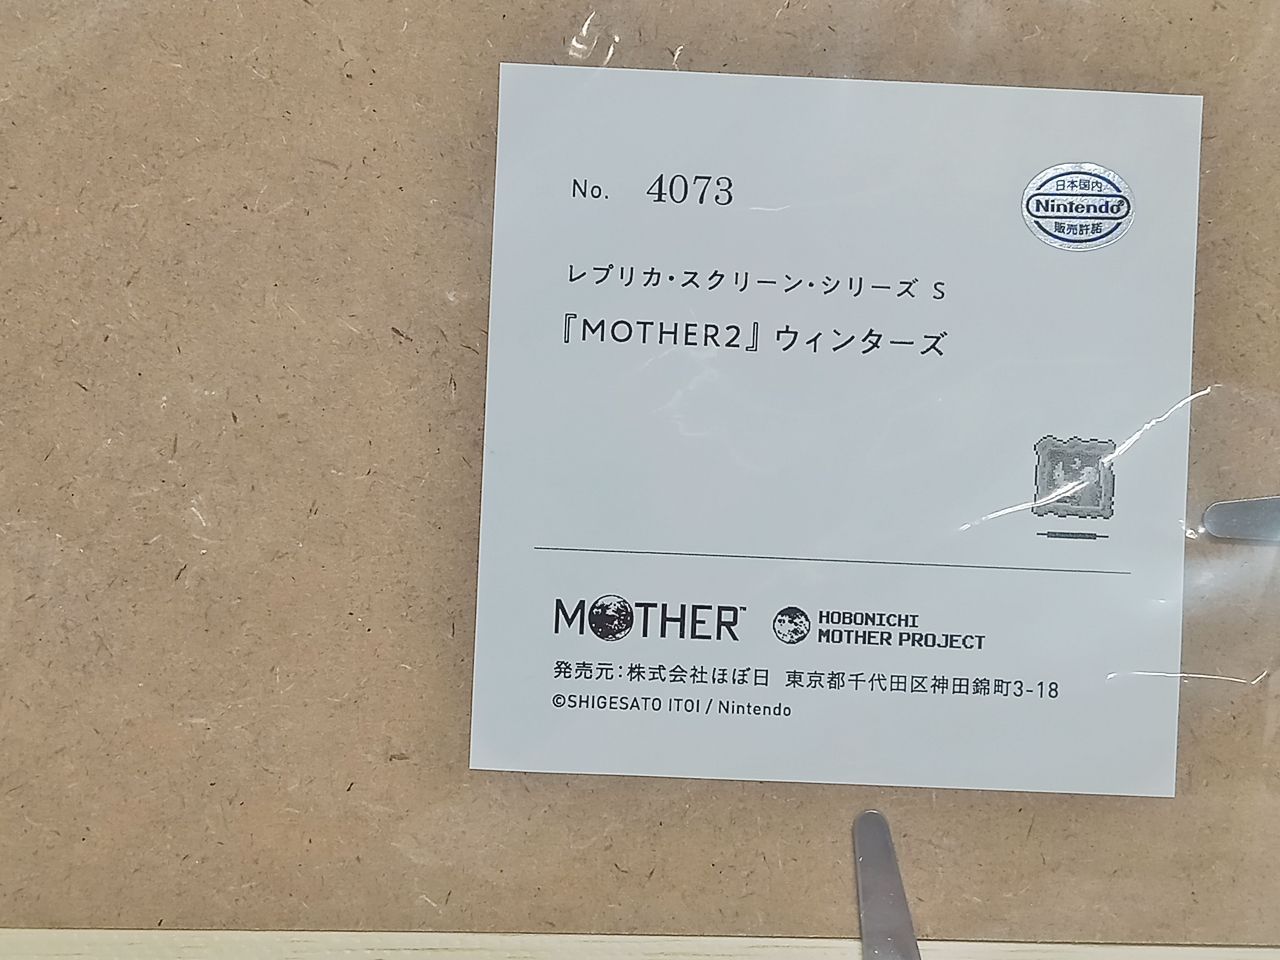 No. 4073
日本国内
Nintendo®
販売許諾
レプリカ・スクリーン・シリーズ S
『MOTHER2』ウィンターズ
MOTHER™
HOBONICHI
MOTHER PROJECT
発売元：株式会社ほぼ日 東京都千代田区神田錦町3-18
©SHIGESATO ITOI / Nintendo